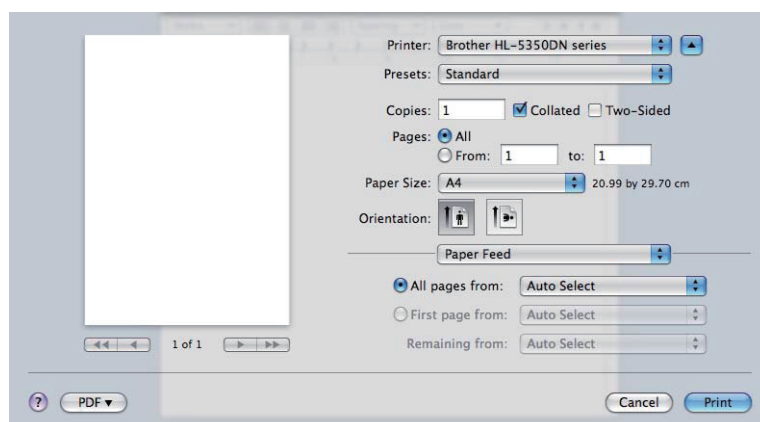 Printer: Brother HL-5350DN series
Presets: Standard
Copies: 1 Collated Two-Sided
Pages: All
From: 1 to: 1
Paper Size: A4 20.99 by 29.70 cm
Orientation:
Paper Feed
All pages from: Auto Select
First page from: Auto Select
1 of 1 Remaining from: Auto Select
? PDF▼ Cancel Print